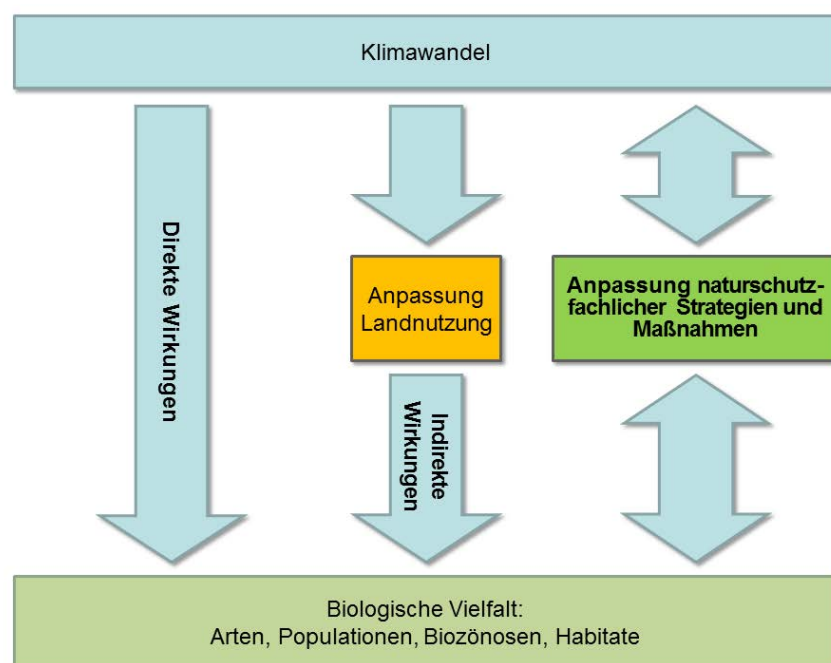 Klimawandel
Direkte Wirkungen
Anpassung
Landnutzung
Anpassung naturschutz-
fachlicher Strategien und
Maßnahmen
Indirekte
Wirkungen
Biologische Vielfalt:
Arten, Populationen, Biozönosen, Habitate